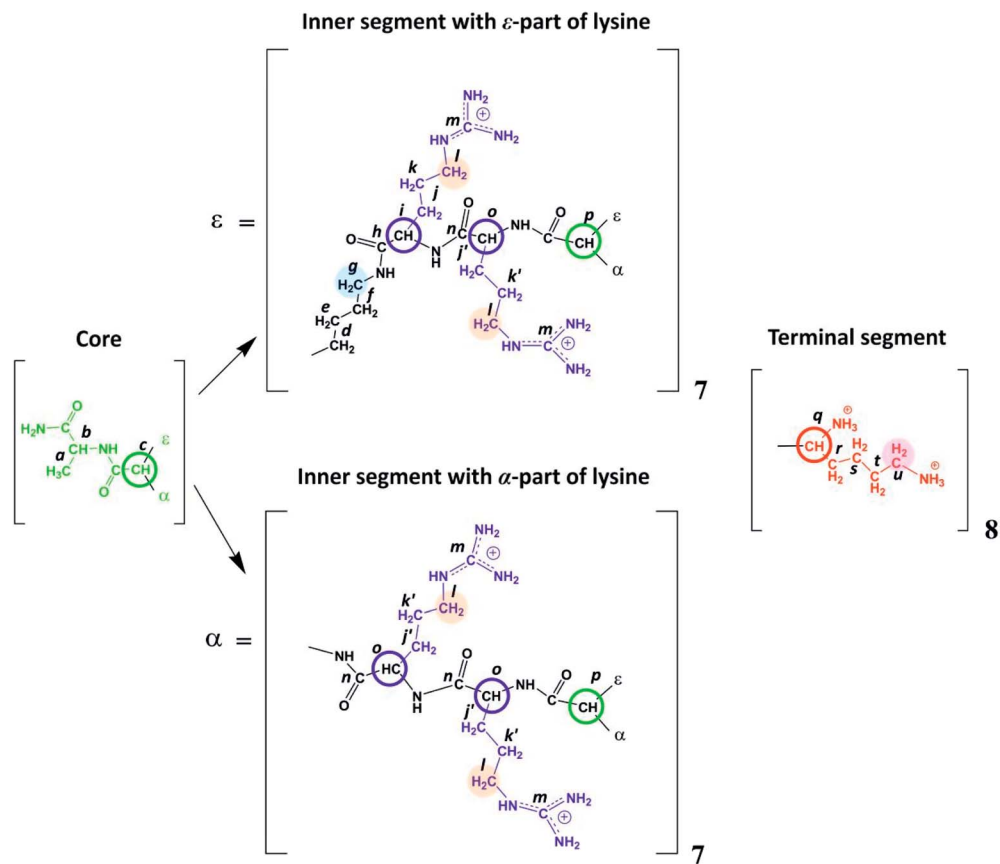 Inner segment with ε-part of lysine
NH2
m
C
⊕
HN
NH2
l
k
CH2
H2C
j
CH2
ε =
i
O
h
CH
n
C
O
C
N
H
o
CH
NH
O
C
p
CH
ε
α
j'
NH
g
H2C
f
CH2
e
H2C
d
CH2
H2C
k'
CH2
l
H2C
HN
m
C
NH2
⊕
NH2
7
Core
O
H2N
C
b
CH
NH
a
H3C
C
O
c
CH
ε
α
Terminal segment
q
⊕
NH3
CH
r
H2
C
C
H2
s
t
C
H2
H2
C
u
⊕
NH3
8
Inner segment with α-part of lysine
NH2
m
C
⊕
HN
NH2
l
k'
CH2
H2C
j'
CH2
α =
NH
n
C
O
o
HC
N
H
O
n
C
o
CH
NH
O
C
p
CH
ε
α
j'
H2C
k'
CH2
l
H2C
HN
m
C
NH2
⊕
NH2
7